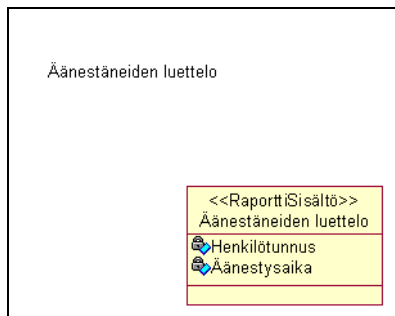 Äänestäneiden luettelo
<<RaporttiSisältö>>
Äänestäneiden luettelo
Henkilötunnus
Äänestysaika